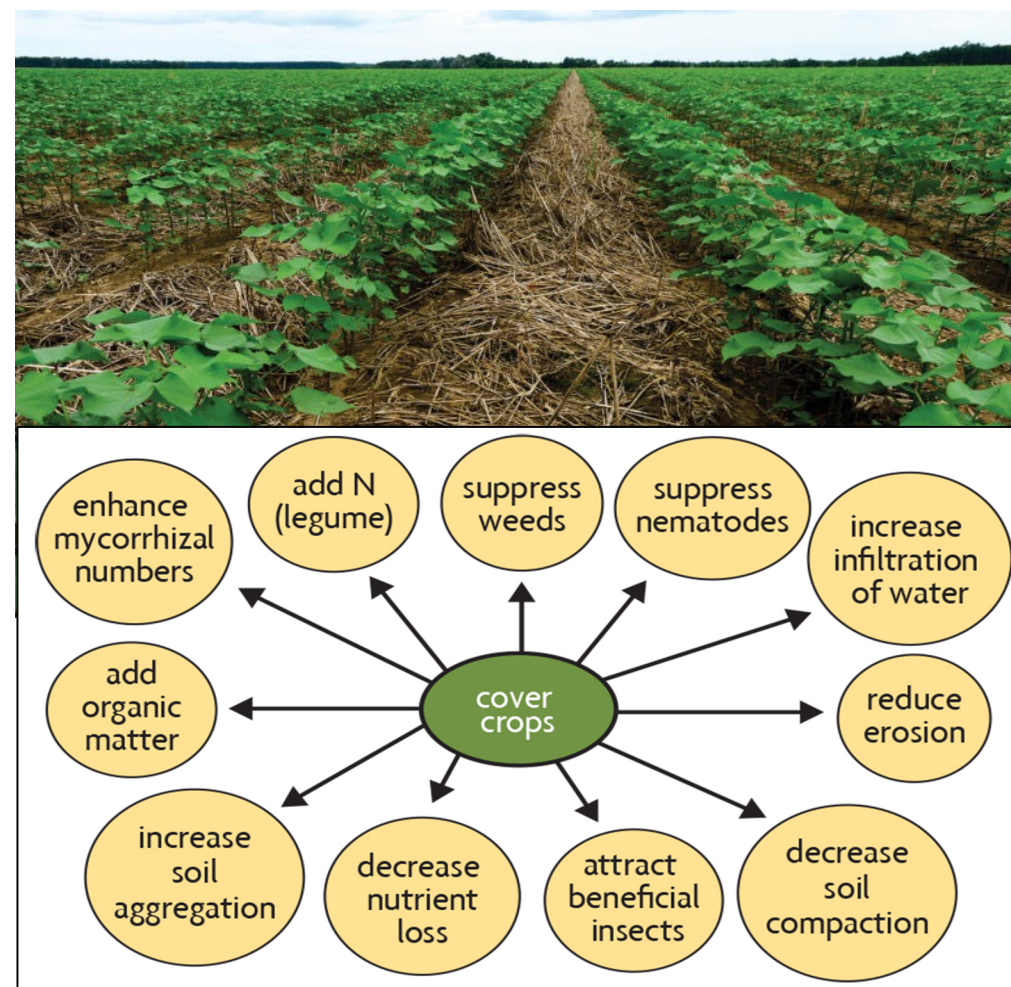 enhance
mycorrhizal
numbers
add N
(legume)
suppress
weeds
suppress
nematodes
increase
infiltration
of water
add
organic
matter
cover
crops
reduce
erosion
increase
soil
aggregation
decrease
nutrient
loss
attract
beneficial
insects
decrease
soil
compaction